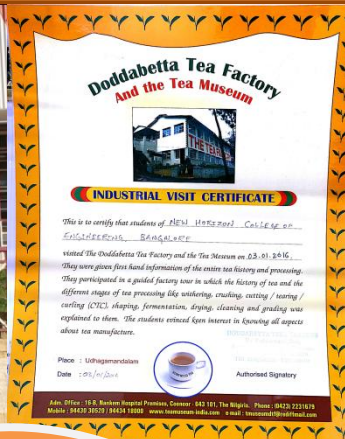 Doddabetta Tea Factory
And the Tea Museum
INDUSTRIAL VISIT CERTIFICATE
This is to certify that students of NEW HORIZON COLLEGE OF
ENGINEERING, BANGALORE
visited The Doddabetta Tea Factory and the Tea Meseum on 03.01.2016.
They were given first hand information of the entire tea history and processing.
They participated in a guided factory tour in which the history of tea and the
different stages of tea processing like withering, crushing, cutting / tearing /
curling (CTC), shaping, fermentation, drying, cleaning and grading was
explained to them. The students evinced keen interest in knowing all aspects
about tea manufacture.
Place : Udhagamandalam
Date :
Authorised Signatory
Adm. Office : 16-B, Bankem Hospital Premises, Coonoor - 643 101, The Nilgiris. Phone : (0423) 2231679
Mobile : 94430 30520 / 94434 10000 www.teamuseum-india.com e-mail : tmusoundf@rediffmail.com